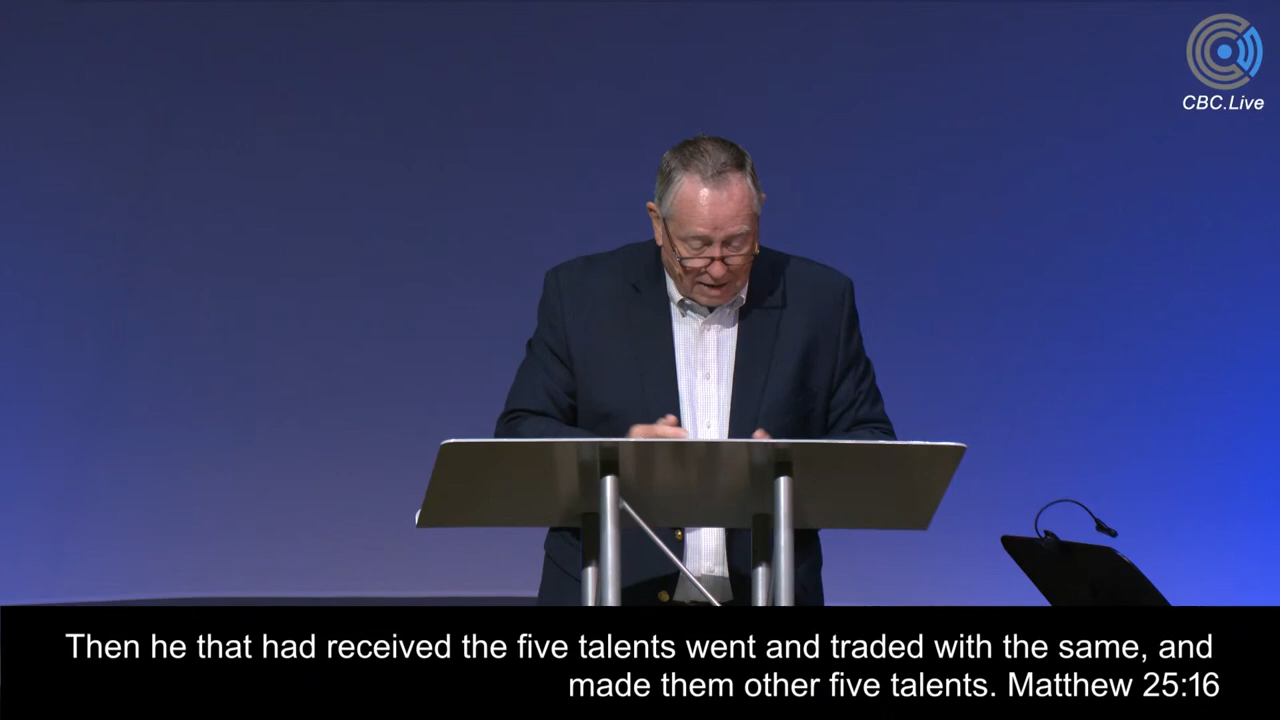 CBC.Live
Then he that had received the five talents went and traded with the same, and
made them other five talents. Matthew 25:16